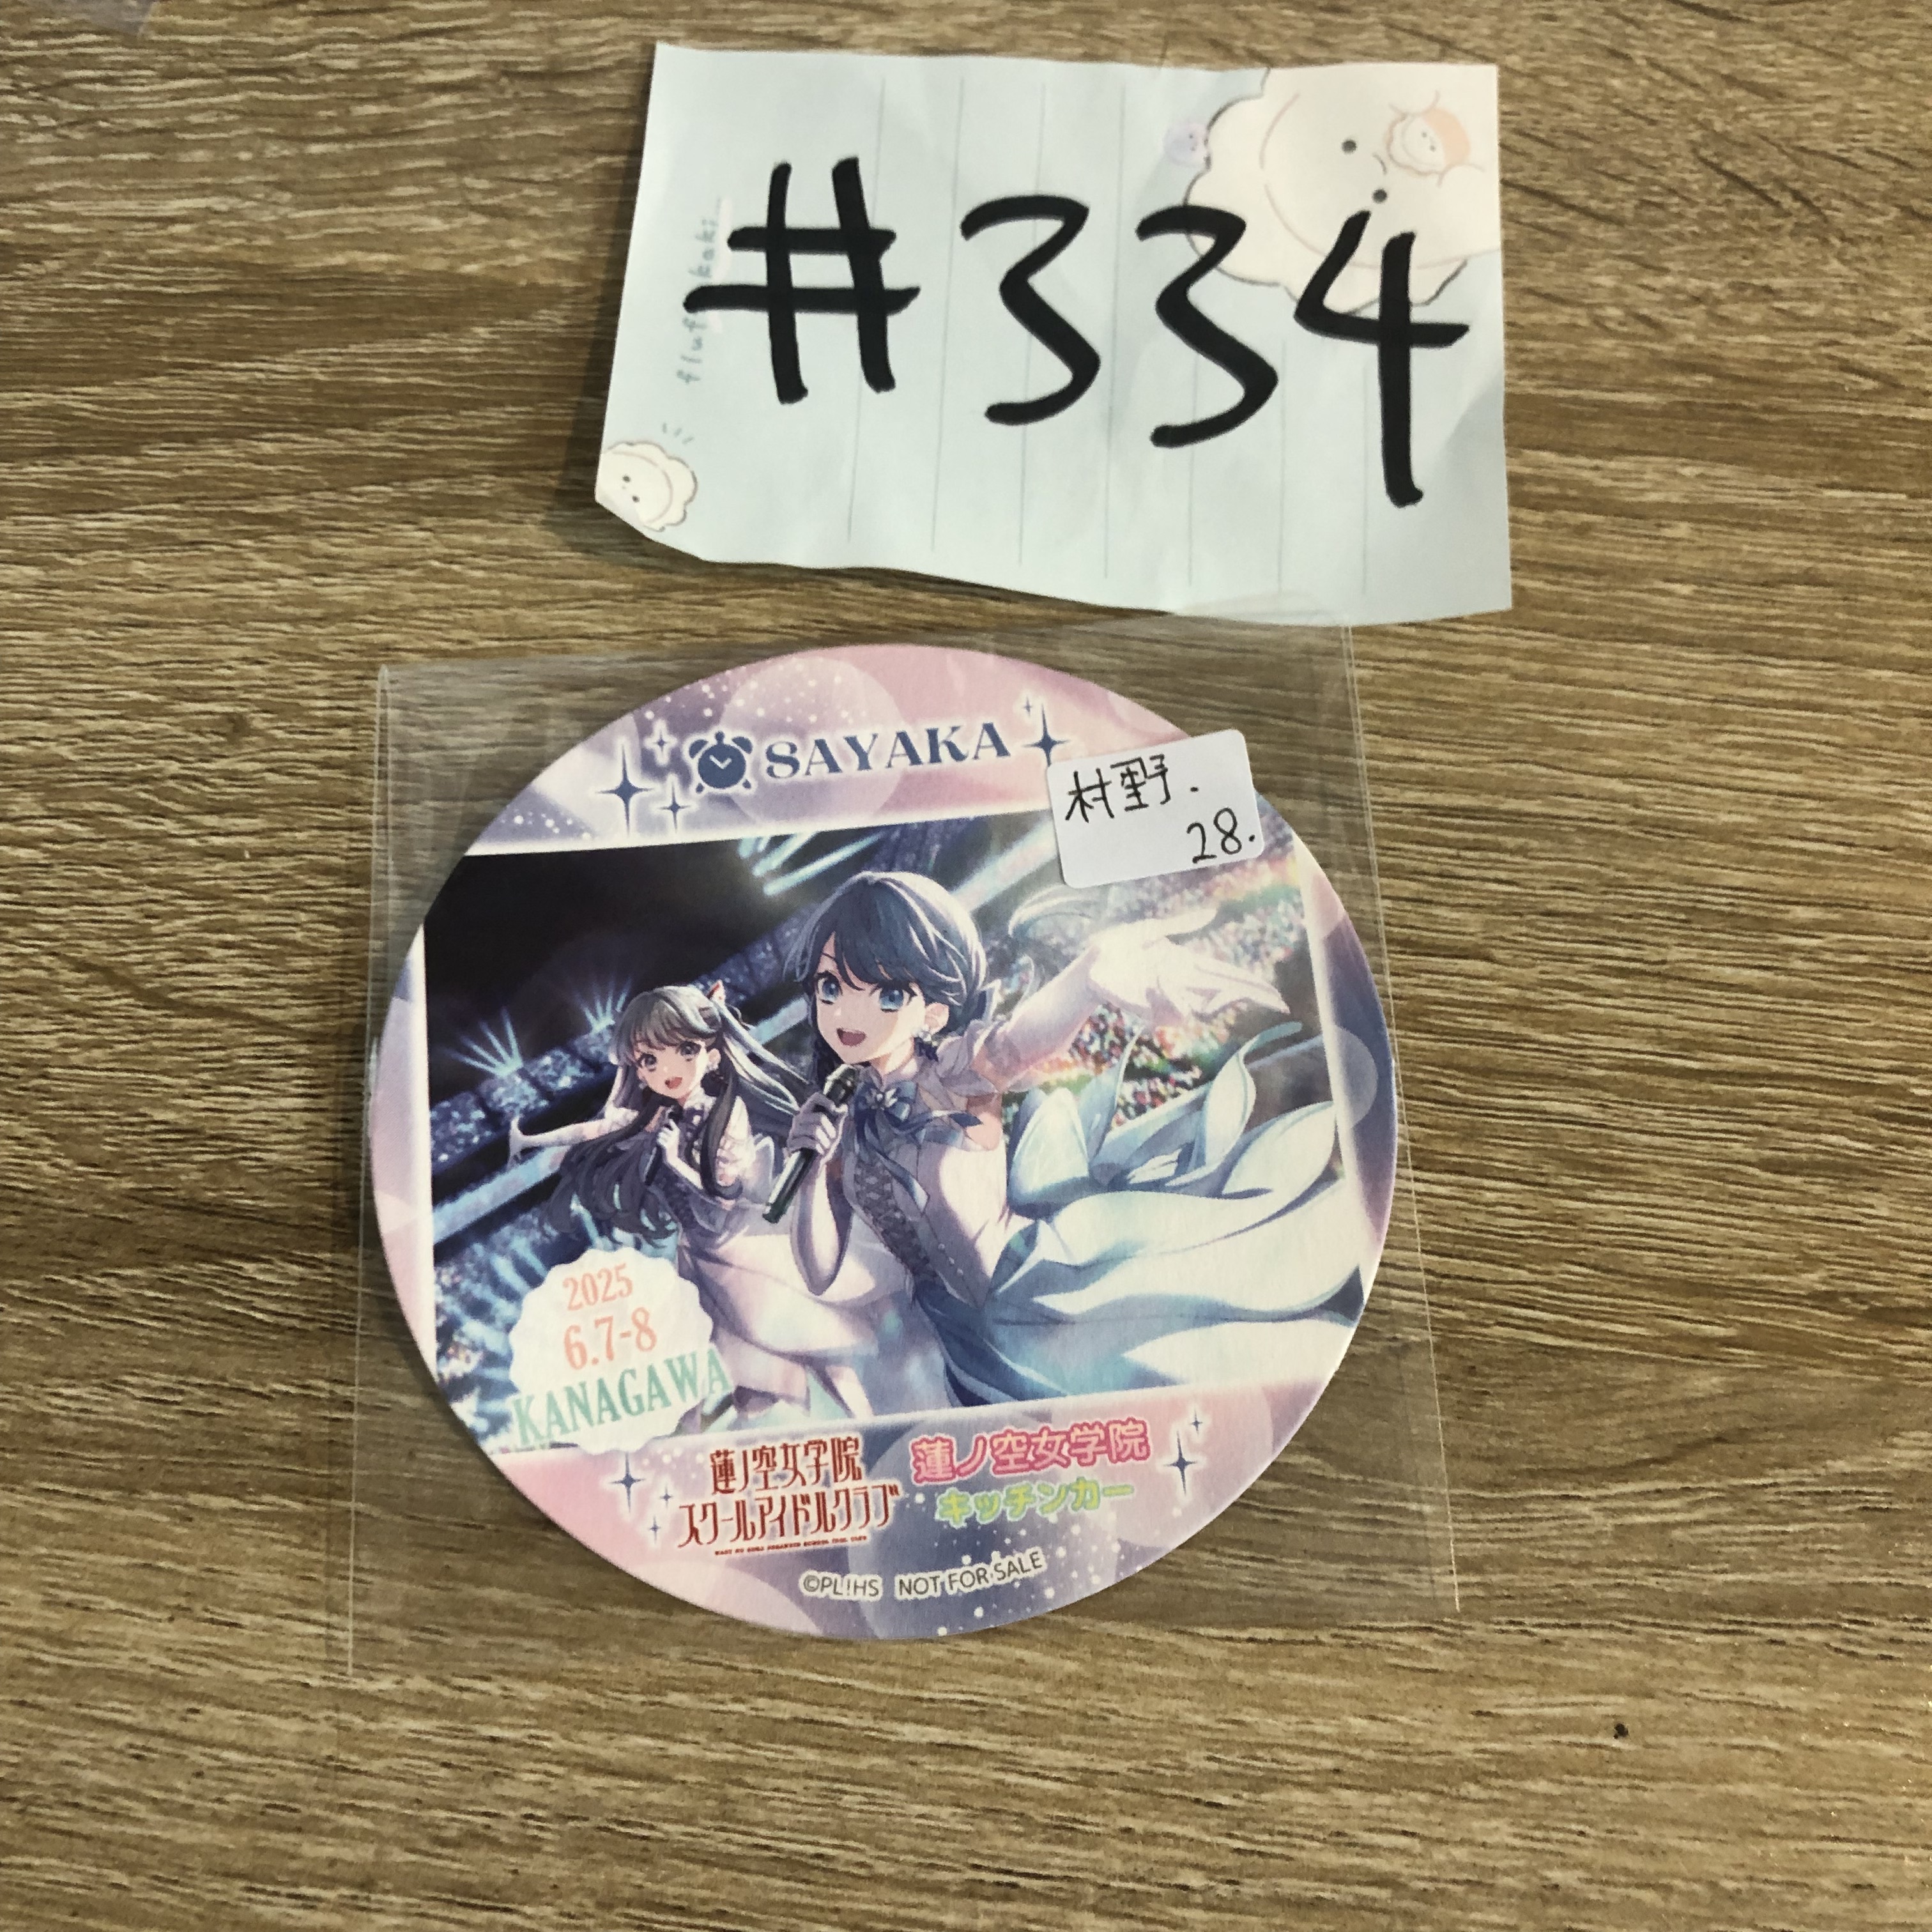 #334
flufkaki
SAYAKA
村野.
28.
2025
6.7-8
KANAGAWA
蓮ノ空女学院
スクールアイドルクラブ
蓮ノ空女学院
キッチンカー
©PL!HS NOT FOR SALE